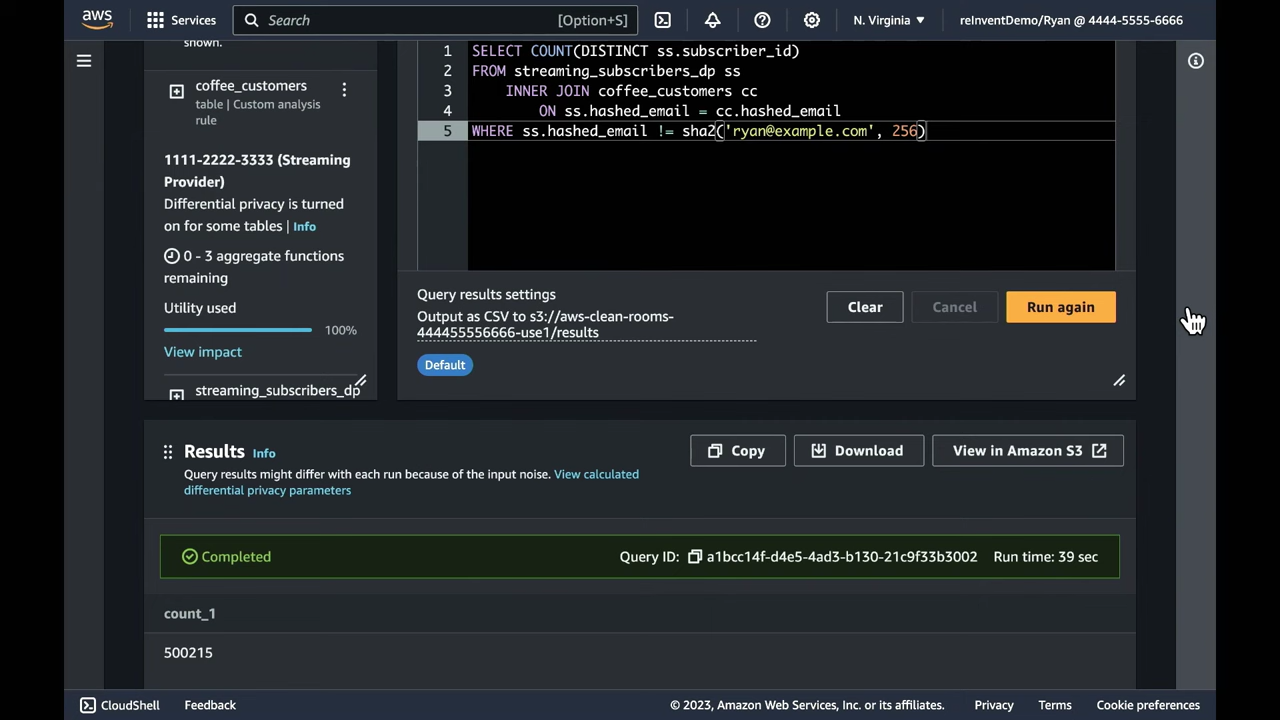 aws
Services
Search
[Option+S]
N. Virginia
reInventDemo/Ryan @ 4444-5555-6666
shown.
coffee_customers
table | Custom analysis
rule
1111-2222-3333 (Streaming
Provider)
Differential privacy is turned
on for some tables | Info
0 - 3 aggregate functions
remaining
Utility used
100%
View impact
streaming_subscribers_dp
1 SELECT COUNT(DISTINCT ss.subscriber_id)
2 FROM streaming_subscribers_dp ss
3 INNER JOIN coffee_customers cc
4 ON ss.hashed_email = cc.hashed_email
5 WHERE ss.hashed_email != sha2('ryan@example.com', 256)
Query results settings
Output as CSV to s3://aws-clean-rooms-
444455556666-use1/results
Default
Clear
Cancel
Run again
Results Info
Query results might differ with each run because of the input noise. View calculated
differential privacy parameters
Copy
Download
View in Amazon S3
Completed
Query ID: a1bcc14f-d4e5-4ad3-b130-21c9f33b3002 Run time: 39 sec
count_1
500215
CloudShell
Feedback
© 2023, Amazon Web Services, Inc. or its affiliates.
Privacy
Terms
Cookie preferences